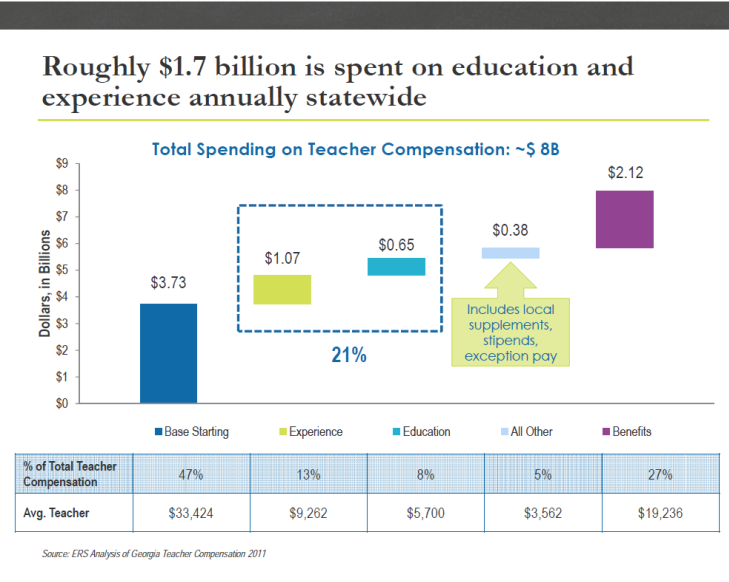 Roughly $1.7 billion is spent on education and
experience annually statewide
Total Spending on Teacher Compensation: ~$ 8B
Dollars, in Billions
$9
$8
$7
$6
$5
$4
$3
$2
$1
$0
$3.73
$1.07
$0.65
$0.38
$2.12
21%
Includes local
supplements,
stipends,
exception pay
Base Starting
Experience
Education
All Other
Benefits
% of Total Teacher
Compensation
47%
13%
8%
5%
27%
Avg. Teacher
$33,424
$9,262
$5,700
$3,562
$19,236
Source: ERS Analysis of Georgia Teacher Compensation 2011